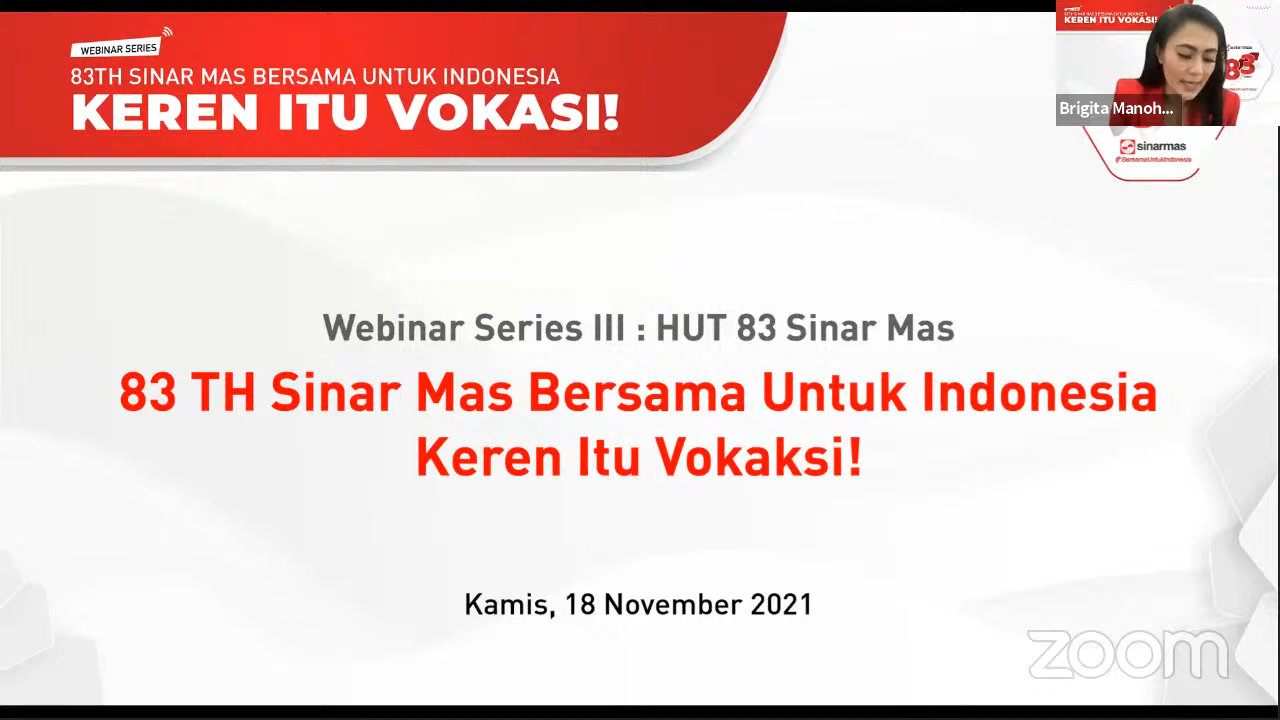 WEBINAR SERIES
83TH SINAR MAS BERSAMA UNTUK INDONESIA
KEREN ITU VOKASI!
KEREN ITU VOKASI!
83
Brigita Manoh...
sinarmas
#BersamaUntukIndonesia
Webinar Series III : HUT 83 Sinar Mas
83 TH Sinar Mas Bersama Untuk Indonesia
Keren Itu Vokaksi!
Kamis, 18 November 2021
zoom